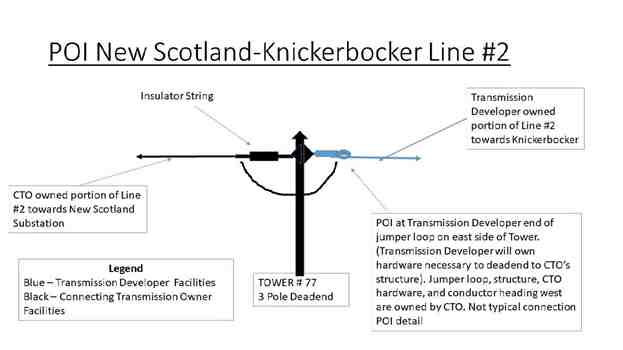 POI New Scotland-Knickerbocker Line #2
Insulator String
Transmission
Developer owned
portion of Line #2
towards Knickerbocker
CTO owned portion of Line
#2 towards New Scotland
Substation
POI at Transmission Developer end of
jumper loop on east side of Tower.
(Transmission Developer will own
hardware necessary to deadend to CTO's
structure). Jumper loop, structure, CTO
hardware, and conductor heading west
are owned by CTO. Not typical connection
POI detail
Legend
Blue – Transmission Developer Facilities
Black – Connecting Transmission Owner
Facilities
TOWER # 77
3 Pole Deadend